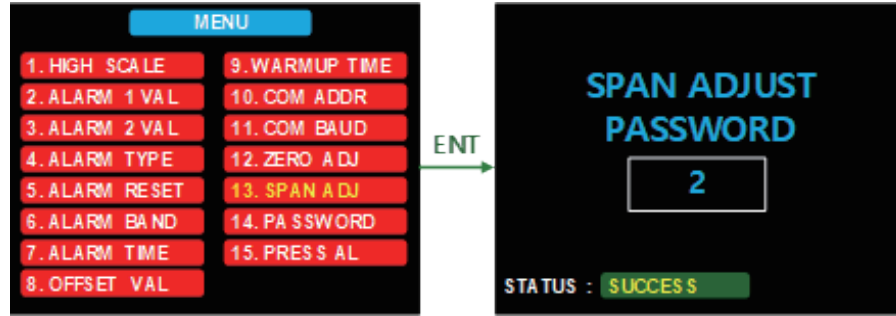 MENU
1. HIGH SCALE
2. ALARM 1 VAL
3. ALARM 2 VAL
4. ALARM TYPE
5. ALARM RESET
6. ALARM BAND
7. ALARM TIME
8. OFFSET VAL
9. WARMUP TIME
10. COM ADDR
11. COM BAUD
12. ZERO ADJ
13. SPAN ADJ
14. PASSWORD
15. PRESS AL
ENT
SPAN ADJUST
PASSWORD
2
STATUS : SUCCESS